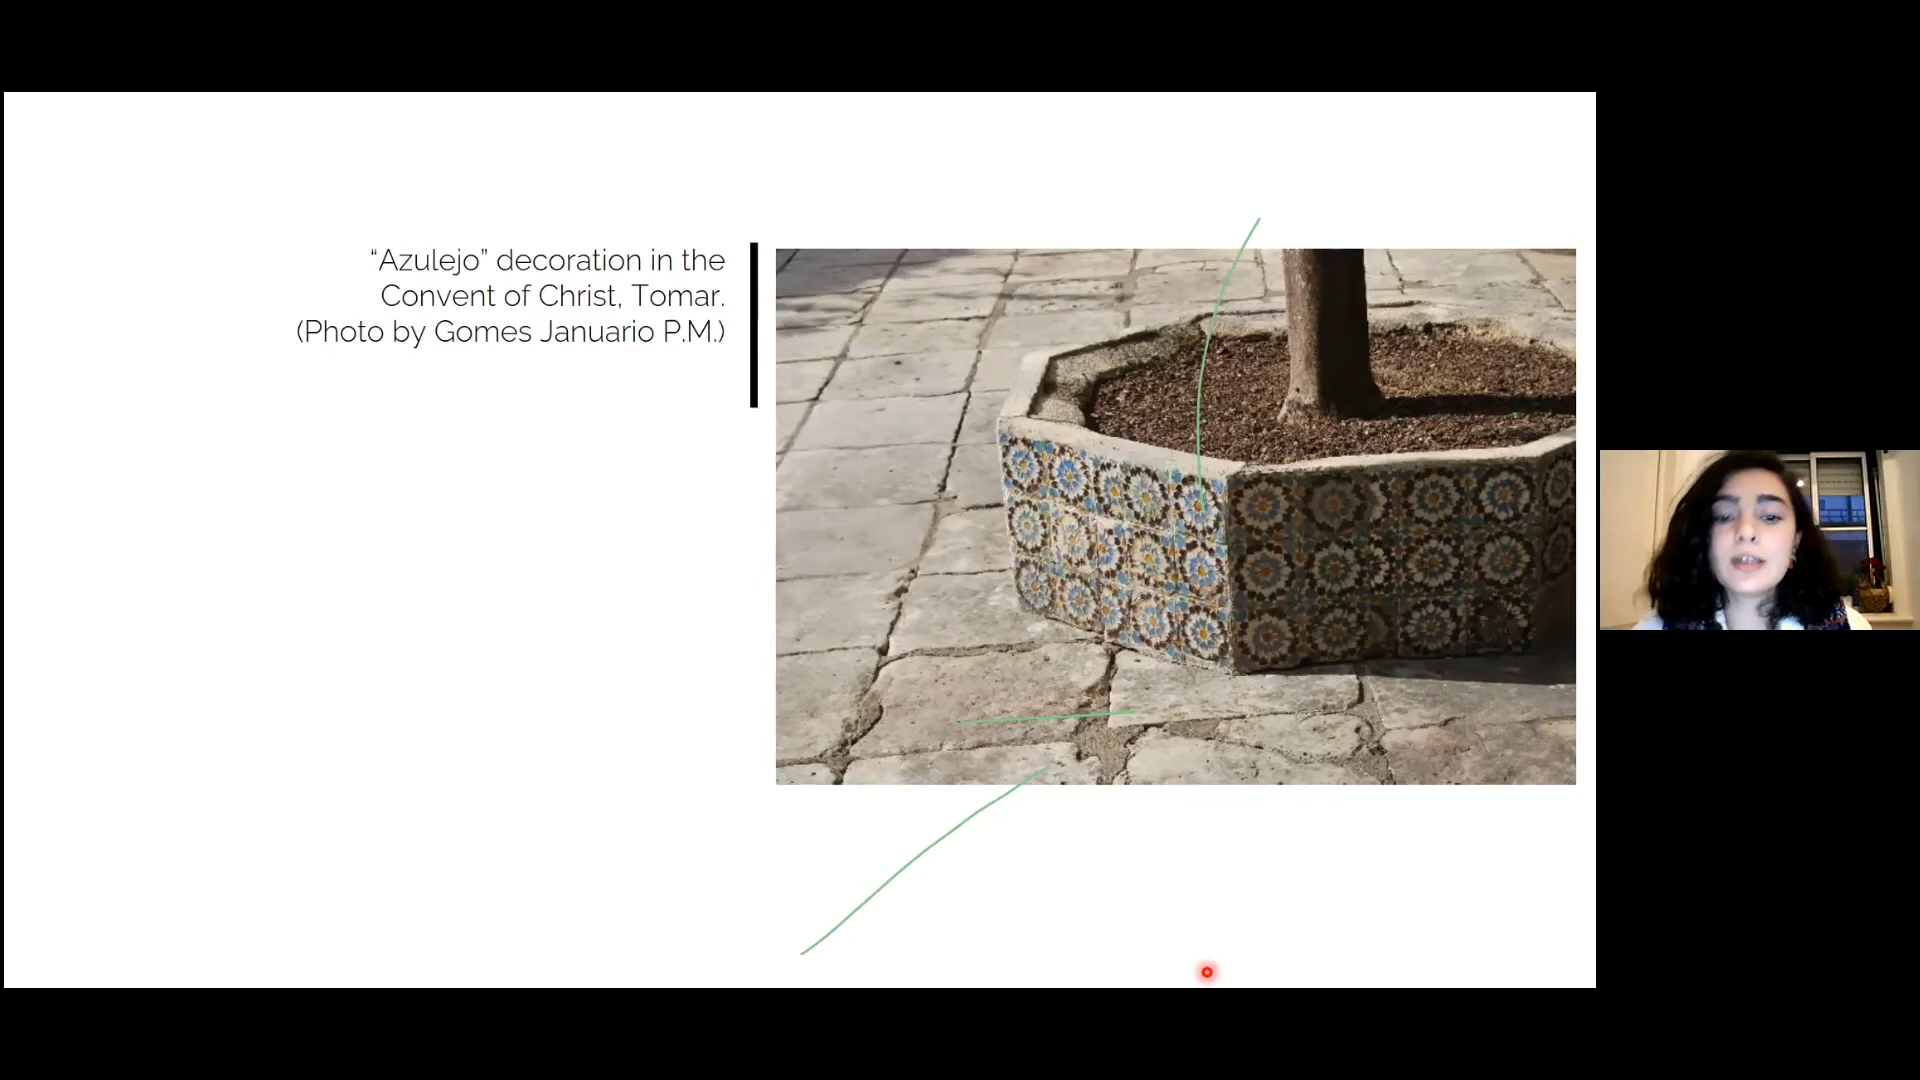 “Azulejo” decoration in the
Convent of Christ, Tomar.
(Photo by Gomes Januario P.M.)